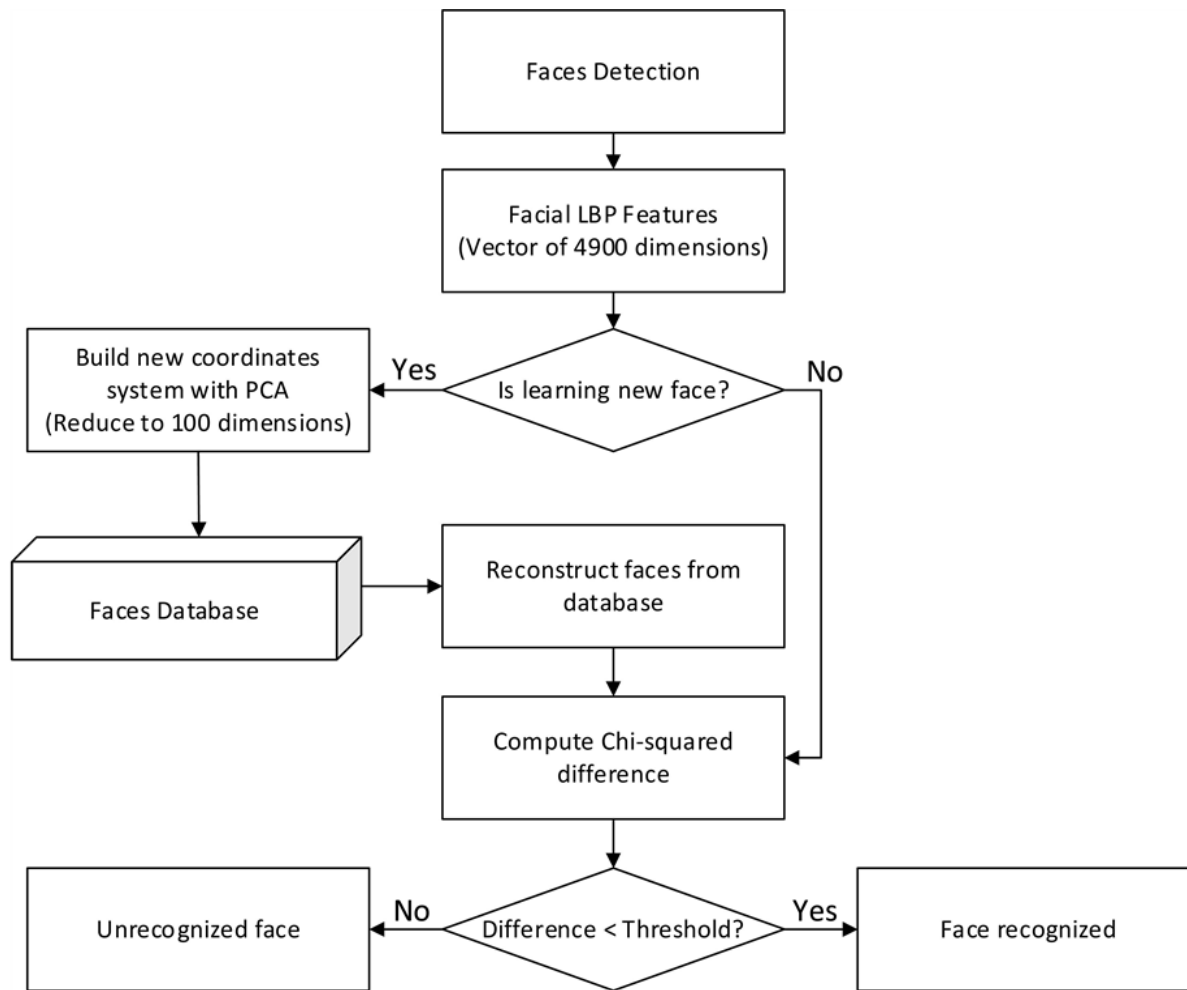 Faces Detection
Facial LBP Features
(Vector of 4900 dimensions)
Is learning new face?
Yes
No
Build new coordinates
system with PCA
(Reduce to 100 dimensions)
Faces Database
Reconstruct faces from
database
Compute Chi-squared
difference
Difference < Threshold?
No
Yes
Unrecognized face
Face recognized